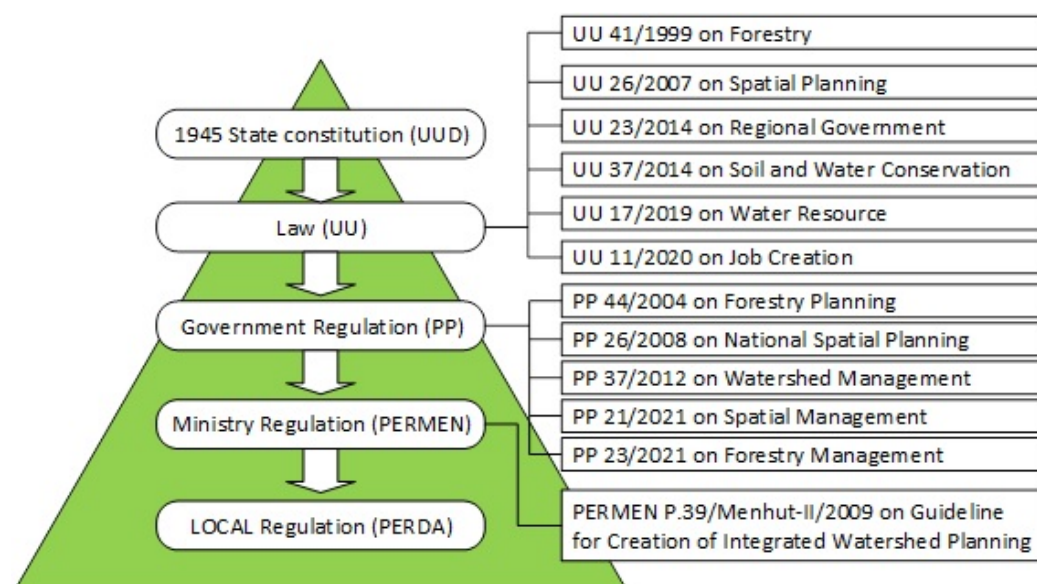 1945 State constitution (UUD)
Law (UU)
Government Regulation (PP)
Ministry Regulation (PERMEN)
LOCAL Regulation (PERDA)
UU 41/1999 on Forestry
UU 26/2007 on Spatial Planning
UU 23/2014 on Regional Government
UU 37/2014 on Soil and Water Conservation
UU 17/2019 on Water Resource
UU 11/2020 on Job Creation
PP 44/2004 on Forestry Planning
PP 26/2008 on National Spatial Planning
PP 37/2012 on Watershed Management
PP 21/2021 on Spatial Management
PP 23/2021 on Forestry Management
PERMEN P.39/Menhut-II/2009 on Guideline
for Creation of Integrated Watershed Planning